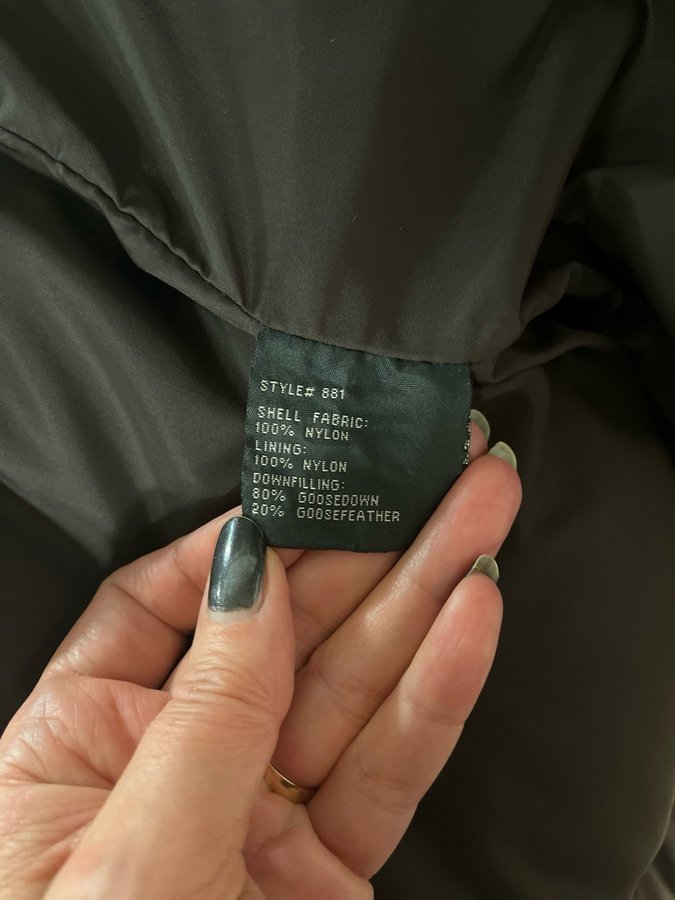 STYLE# 881
SHELL FABRIC:
100% NYLON
LINING:
100% NYLON
DOWNFILLING:
80% GOOSEDOWN
20% GOOSEFEATHER